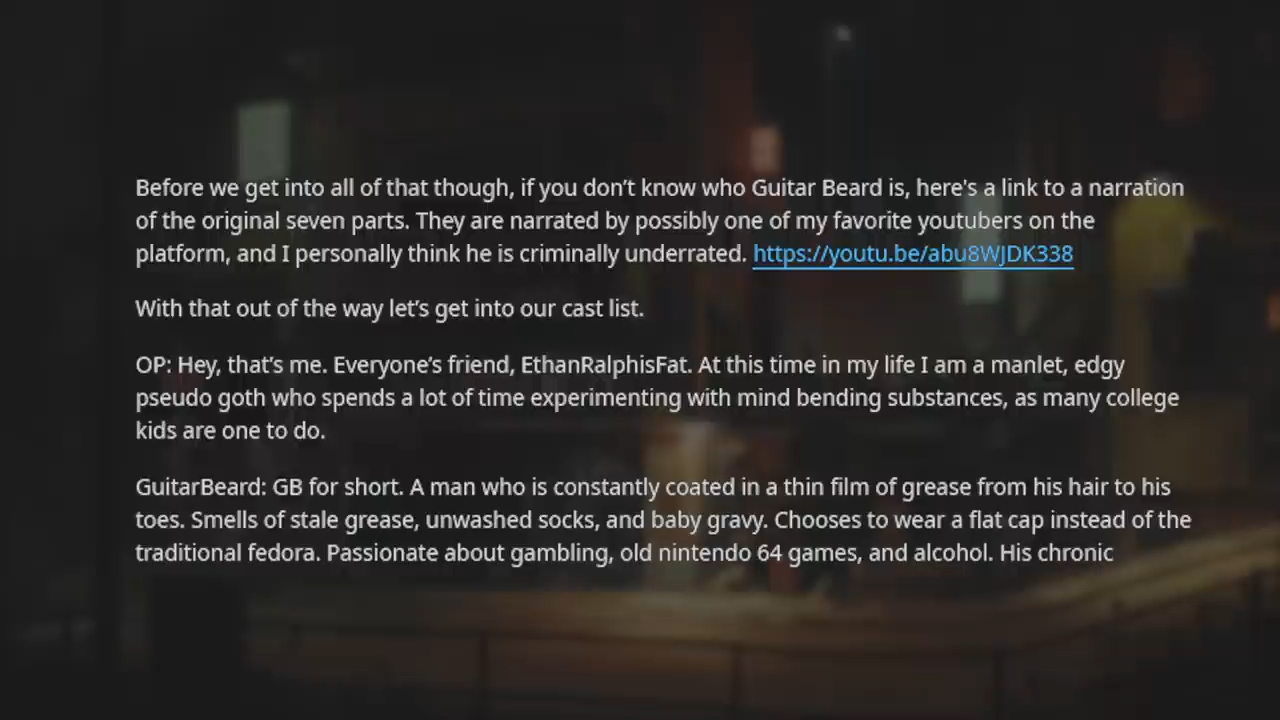 Before we get into all of that though, if you don’t know who Guitar Beard is, here's a link to a narration
of the original seven parts. They are narrated by possibly one of my favorite youtubers on the
platform, and I personally think he is criminally underrated. https://youtu.be/abu8WJDK338
With that out of the way let’s get into our cast list.
OP: Hey, that’s me. Everyone’s friend, EthanRalphisFat. At this time in my life I am a manlet, edgy
pseudo goth who spends a lot of time experimenting with mind bending substances, as many college
kids are one to do.
GuitarBeard: GB for short. A man who is constantly coated in a thin film of grease from his hair to his
toes. Smells of stale grease, unwashed socks, and baby gravy. Chooses to wear a flat cap instead of the
traditional fedora. Passionate about gambling, old nintendo 64 games, and alcohol. His chronic